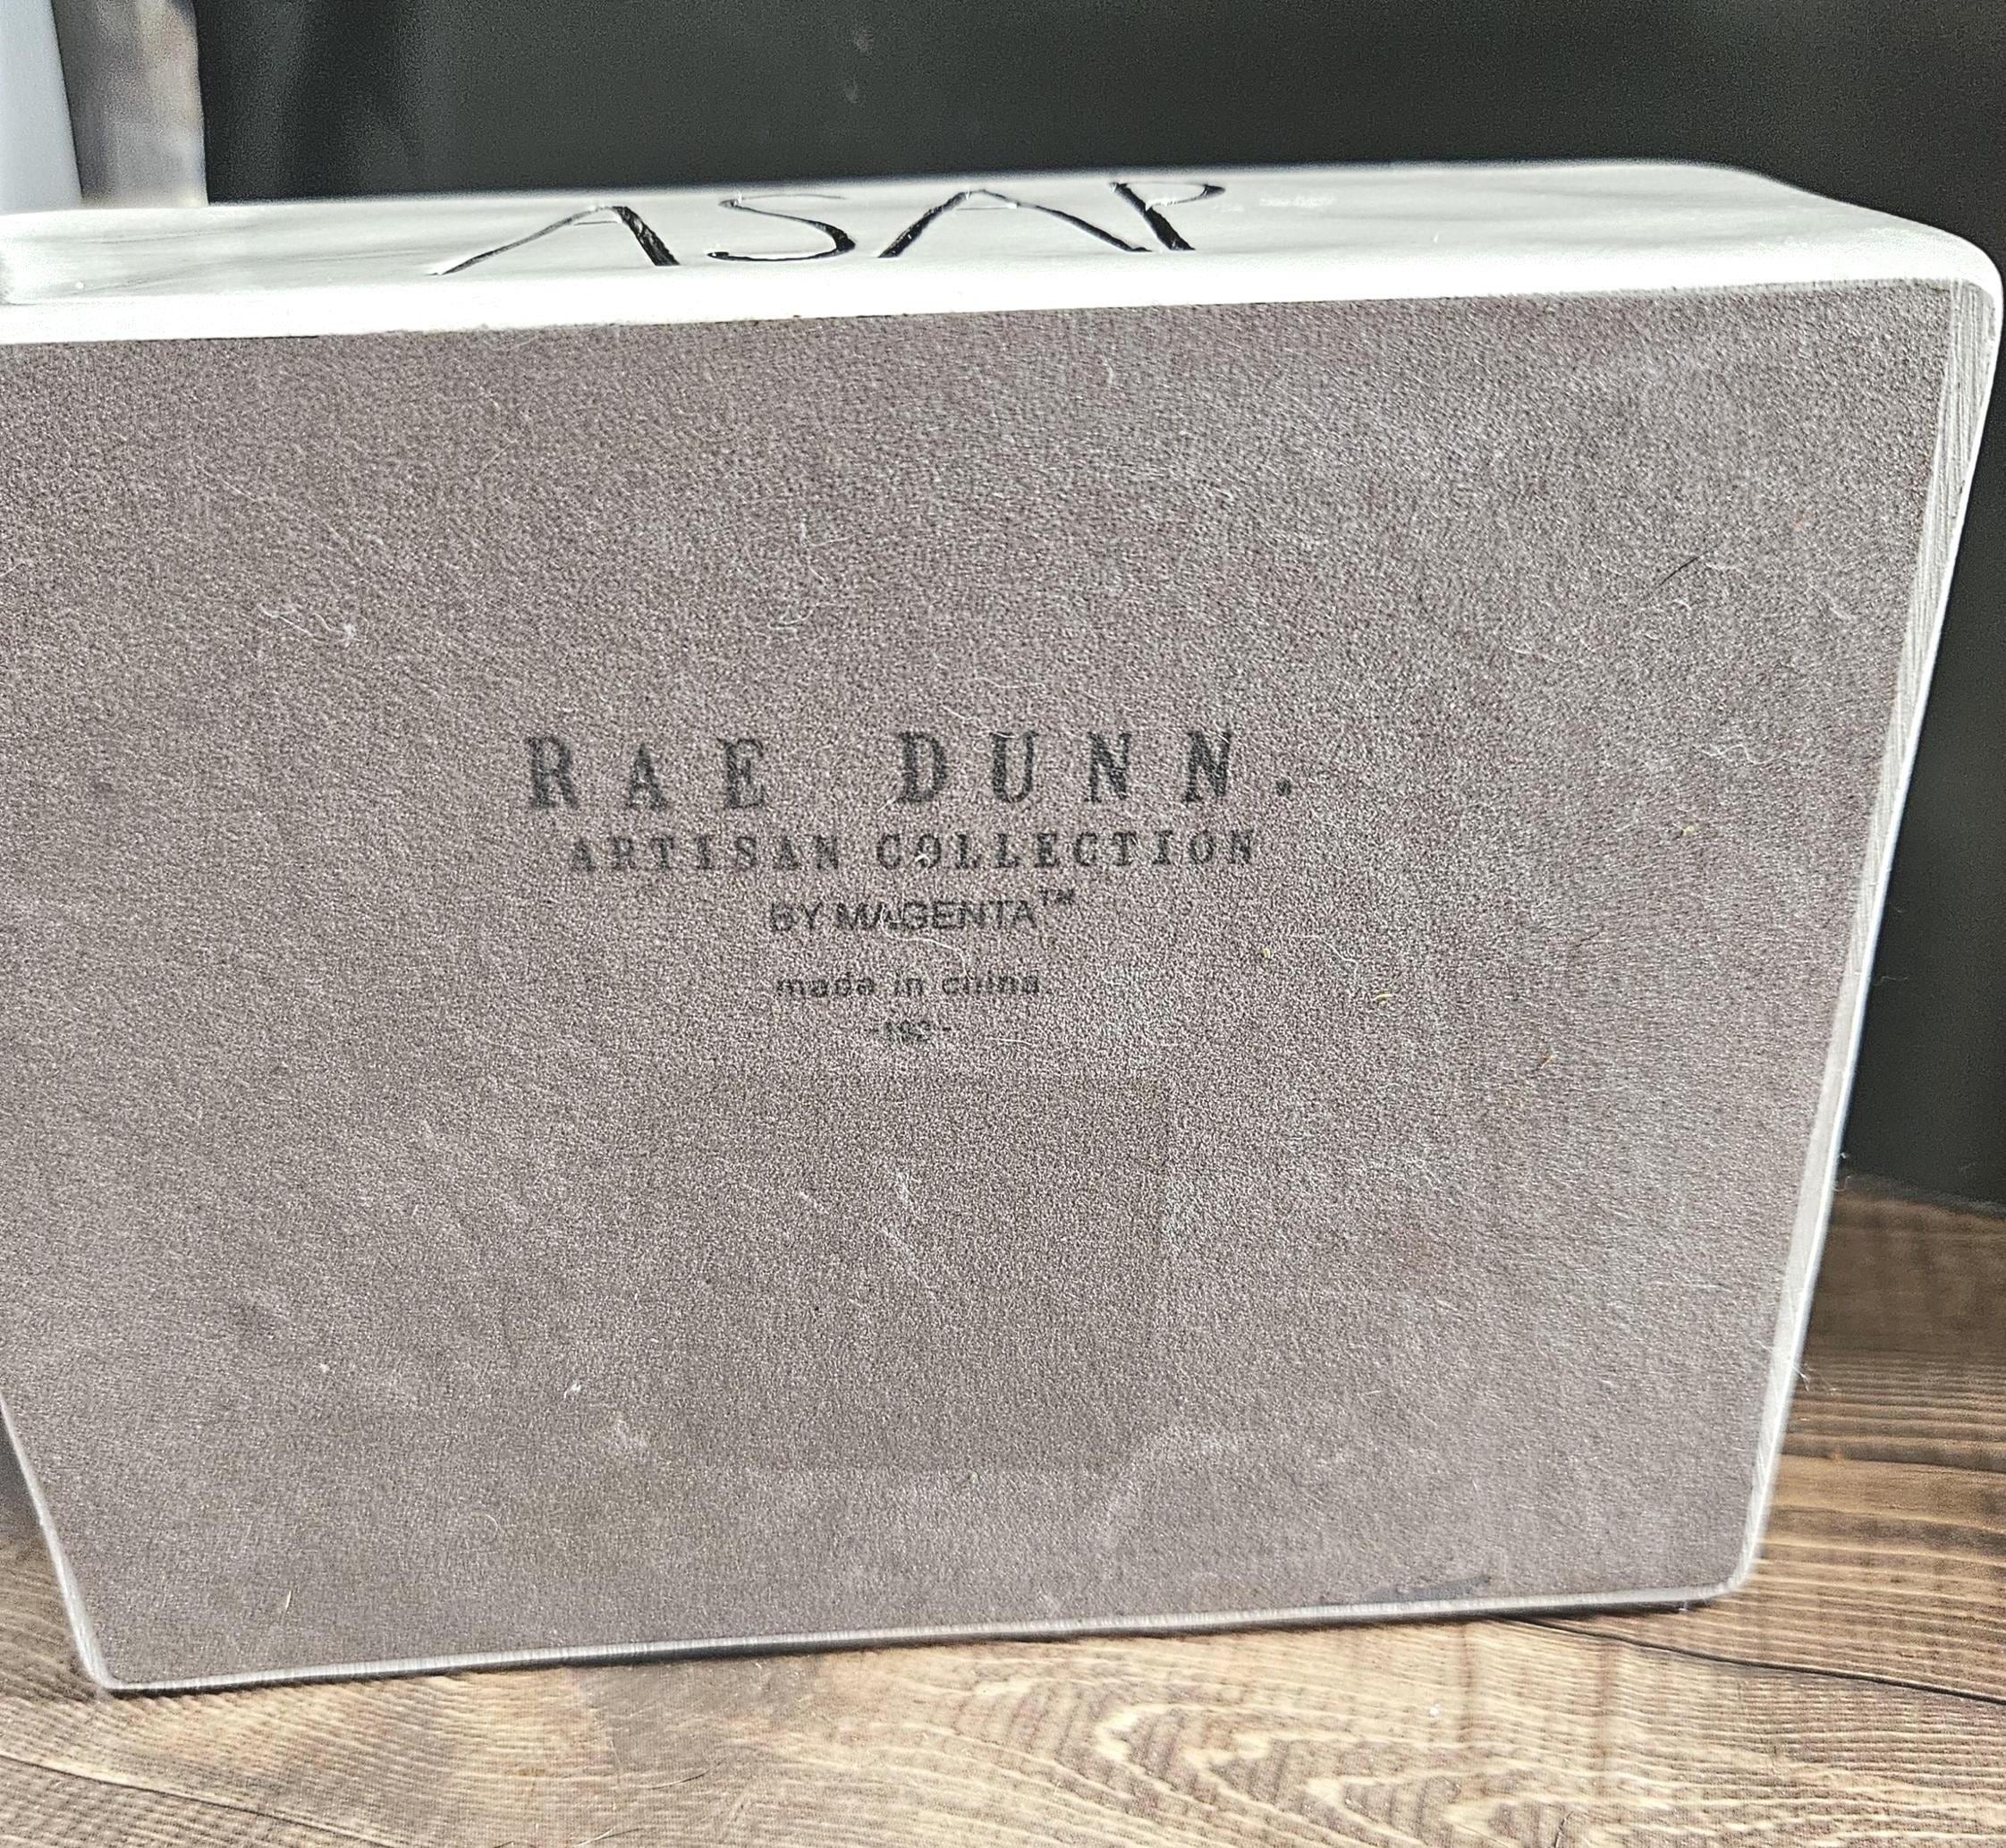 ASAP
RAE DUNN.
ARTISAN COLLECTION
BY MAGENTA™
made in china